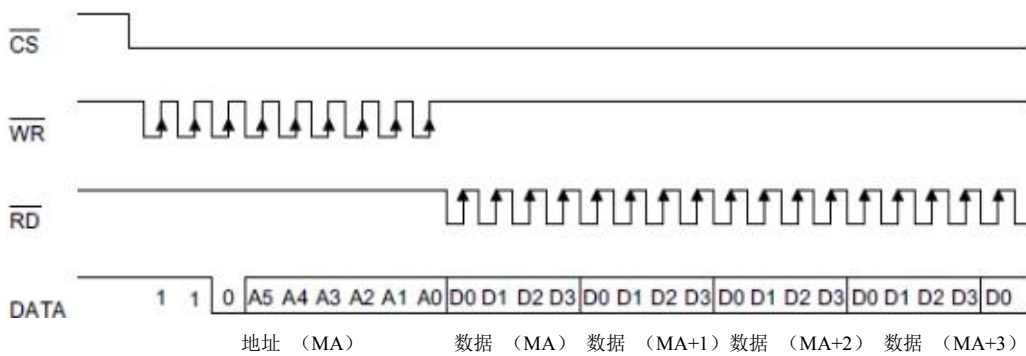 CS
WR
RD
DATA 1 1 0 A5 A4 A3 A2 A1 A0 D0 D1 D2 D3 D0 D1 D2 D3 D0 D1 D2 D3 D0 D1 D2 D3 D0
地址 （MA） 数据 （MA） 数据 （MA+1） 数据 （MA+2） 数据 （MA+3）